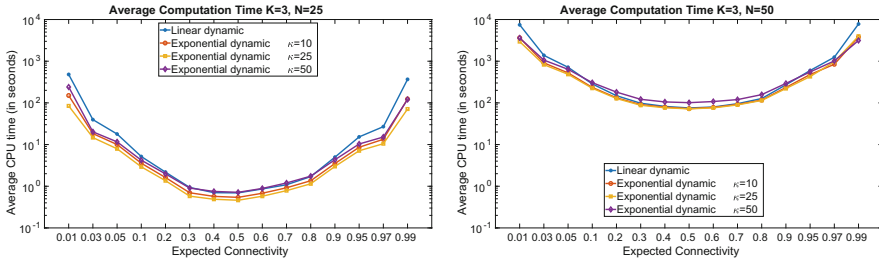 Average Computation Time K=3, N=25
Average CPU time (in seconds)
10^4
10^3
10^2
10^1
10^0
10^-1
Linear dynamic
Exponential dynamic κ=10
Exponential dynamic κ=25
Exponential dynamic κ=50
0.01 0.03 0.05 0.1 0.2 0.3 0.4 0.5 0.6 0.7 0.8 0.9 0.95 0.97 0.99
Expected Connectivity
Average Computation Time K=3, N=50
Average CPU time (in seconds)
10^4
10^3
10^2
10^1
10^0
10^-1
Linear dynamic
Exponential dynamic κ=10
Exponential dynamic κ=25
Exponential dynamic κ=50
0.01 0.03 0.05 0.1 0.2 0.3 0.4 0.5 0.6 0.7 0.8 0.9 0.95 0.97 0.99
Expected Connectivity